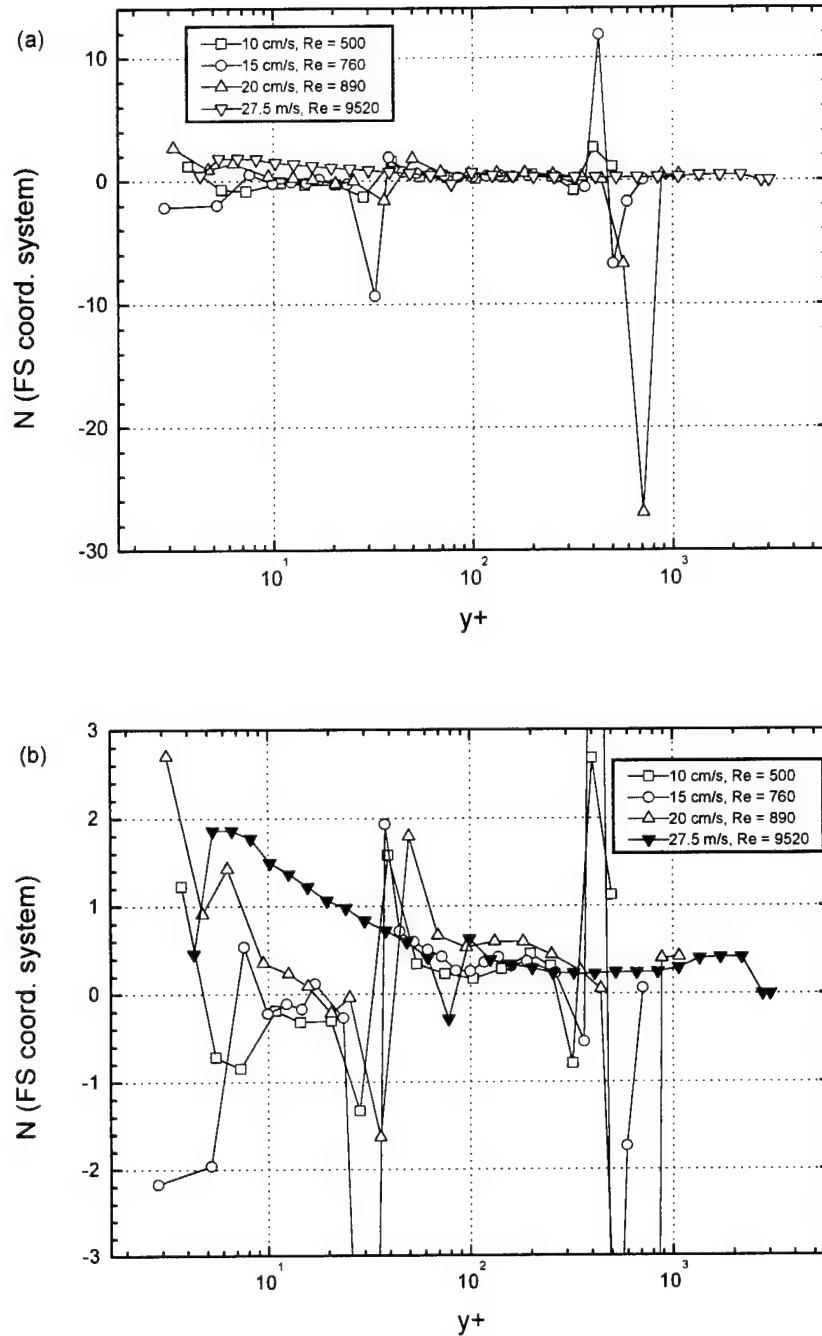 (a)
10 cm/s, Re = 500
15 cm/s, Re = 760
20 cm/s, Re = 890
27.5 m/s, Re = 9520
10
0
-10
-20
-30
N (FS coord. system)
10¹
10²
10³
y+
(b)
10 cm/s, Re = 500
15 cm/s, Re = 760
20 cm/s, Re = 890
27.5 m/s, Re = 9520
3
2
1
0
-1
-2
-3
N (FS coord. system)
10¹
10²
10³
y+